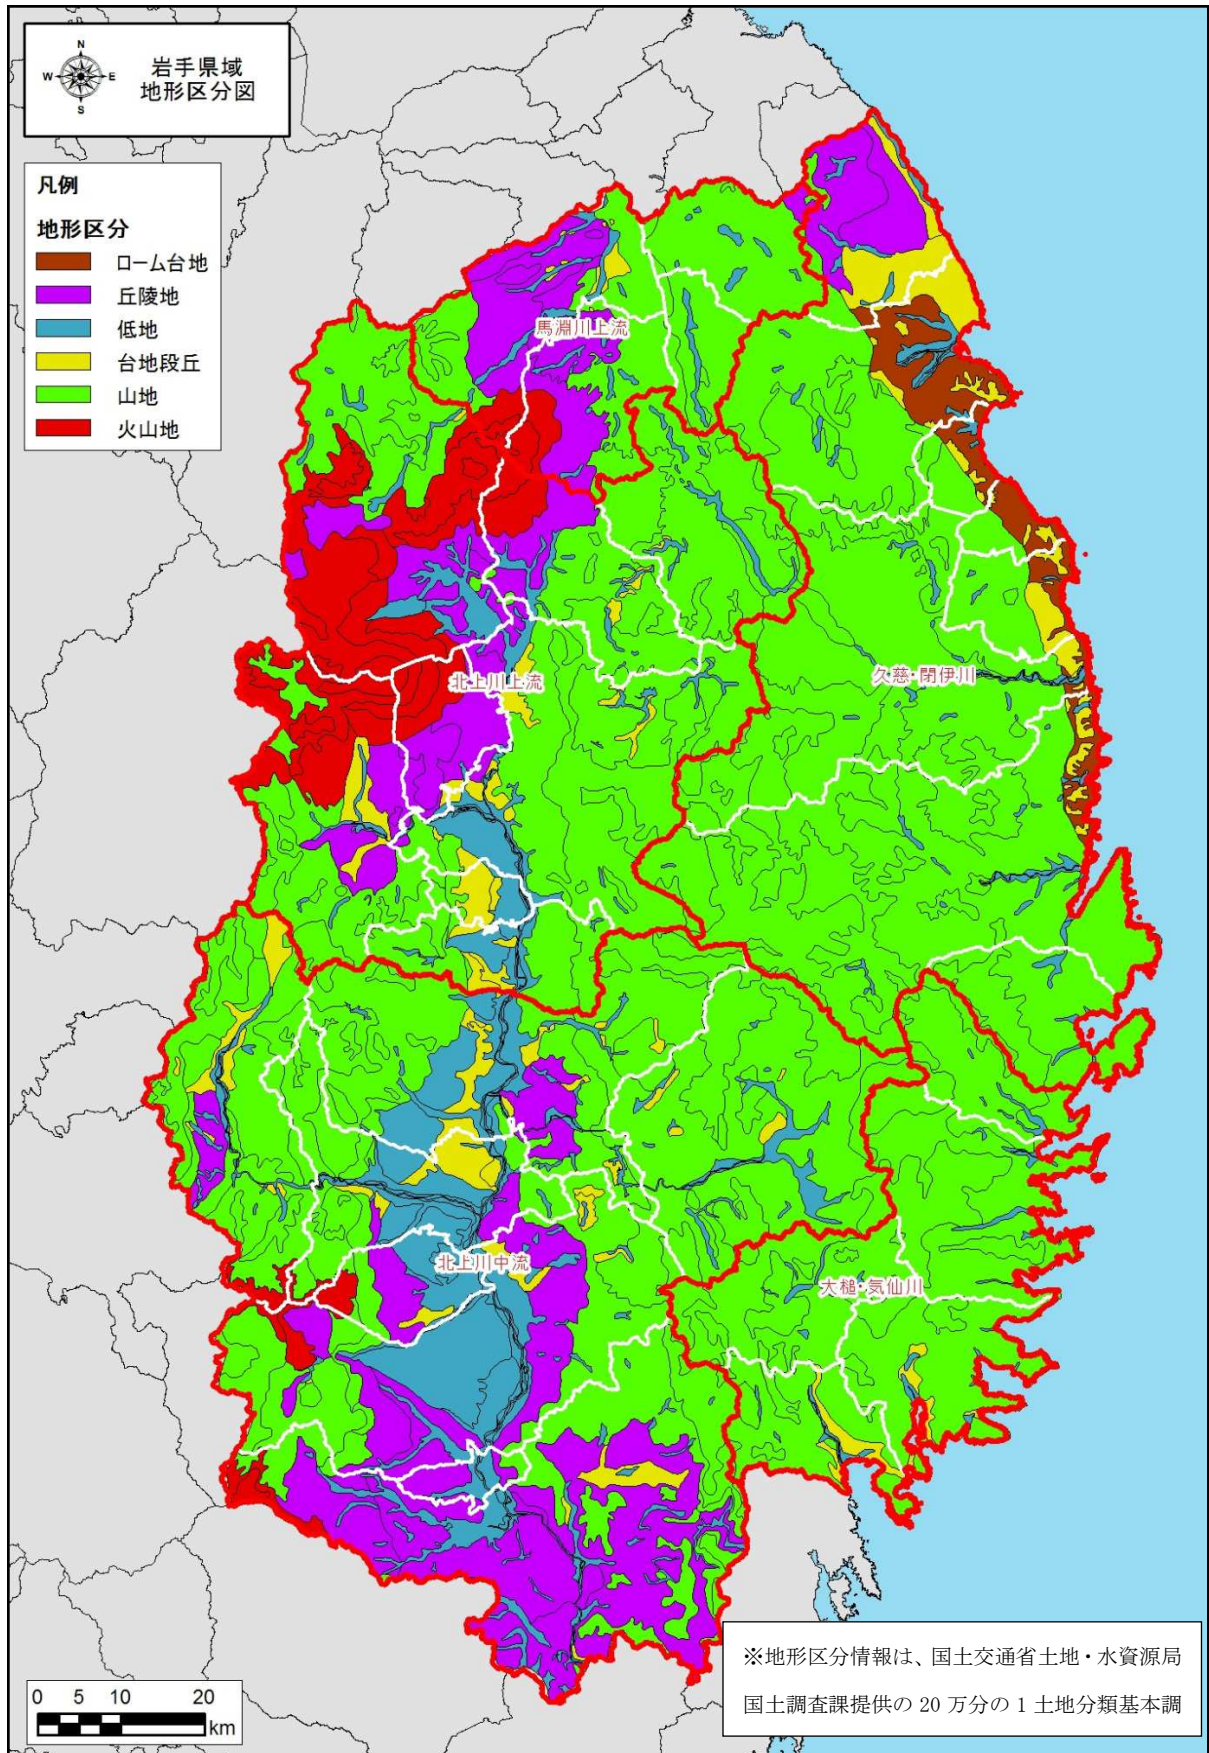 N
W E
S
岩手県域
地形区分図
凡例
地形区分
ローム台地
丘陵地
低地
台地段丘
山地
火山地
馬淵川上流
北上川上流
久慈・閉伊川
北上川中流
大槌・気仙川
0 5 10 20
km
※地形区分情報は、国土交通省土地・水資源局
国土調査課提供の 20 万分の 1 土地分類基本調